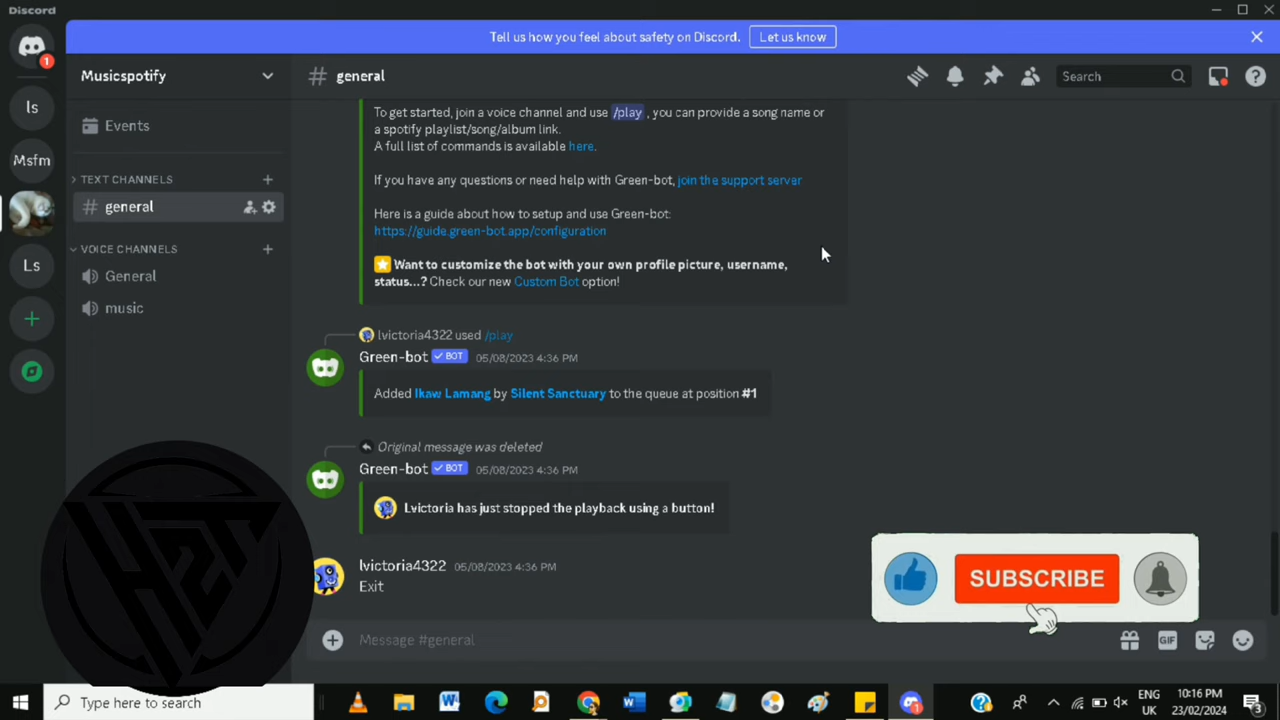 Discord
Tell us how you feel about safety on Discord. Let us know
1
Musicspotify
general
Search
ls
Events
To get started, join a voice channel and use /play , you can provide a song name or
a spotify playlist/song/album link.
A full list of commands is available here.
Msfm
TEXT CHANNELS
If you have any questions or need help with Green-bot, join the support server
general
Here is a guide about how to setup and use Green-bot:
https://guide.green-bot.app/configuration
VOICE CHANNELS
Ls
General
Want to customize the bot with your own profile picture, username,
status...? Check our new Custom Bot option!
music
lvictoria4322 used /play
Green-bot BOT 05/08/2023 4:36 PM
Added Ikaw Lamang by Silent Sanctuary to the queue at position #1
Original message was deleted
Green-bot BOT 05/08/2023 4:36 PM
Lvictoria has just stopped the playback using a button!
lvictoria4322 05/08/2023 4:36 PM
Exit
SUBSCRIBE
H2S
Message #general
GIF
Type here to search
ENG
UK
10:16 PM
23/02/2024
3